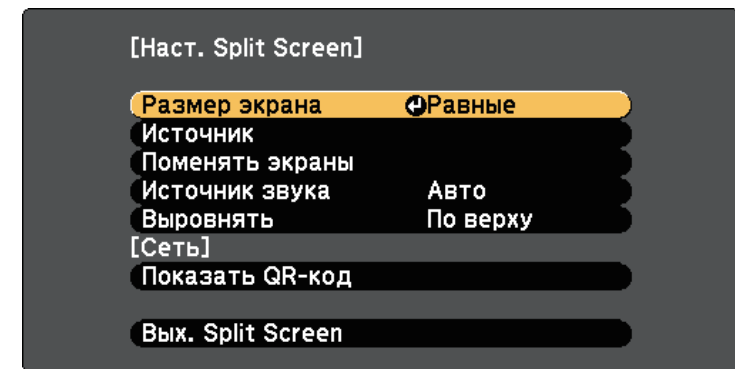 [Наст. Split Screen]
Размер экрана Равные
Источник
Поменять экраны
Источник звука Авто
Выровнять По верху
[Сеть]
Показать QR-код
Вых. Split Screen